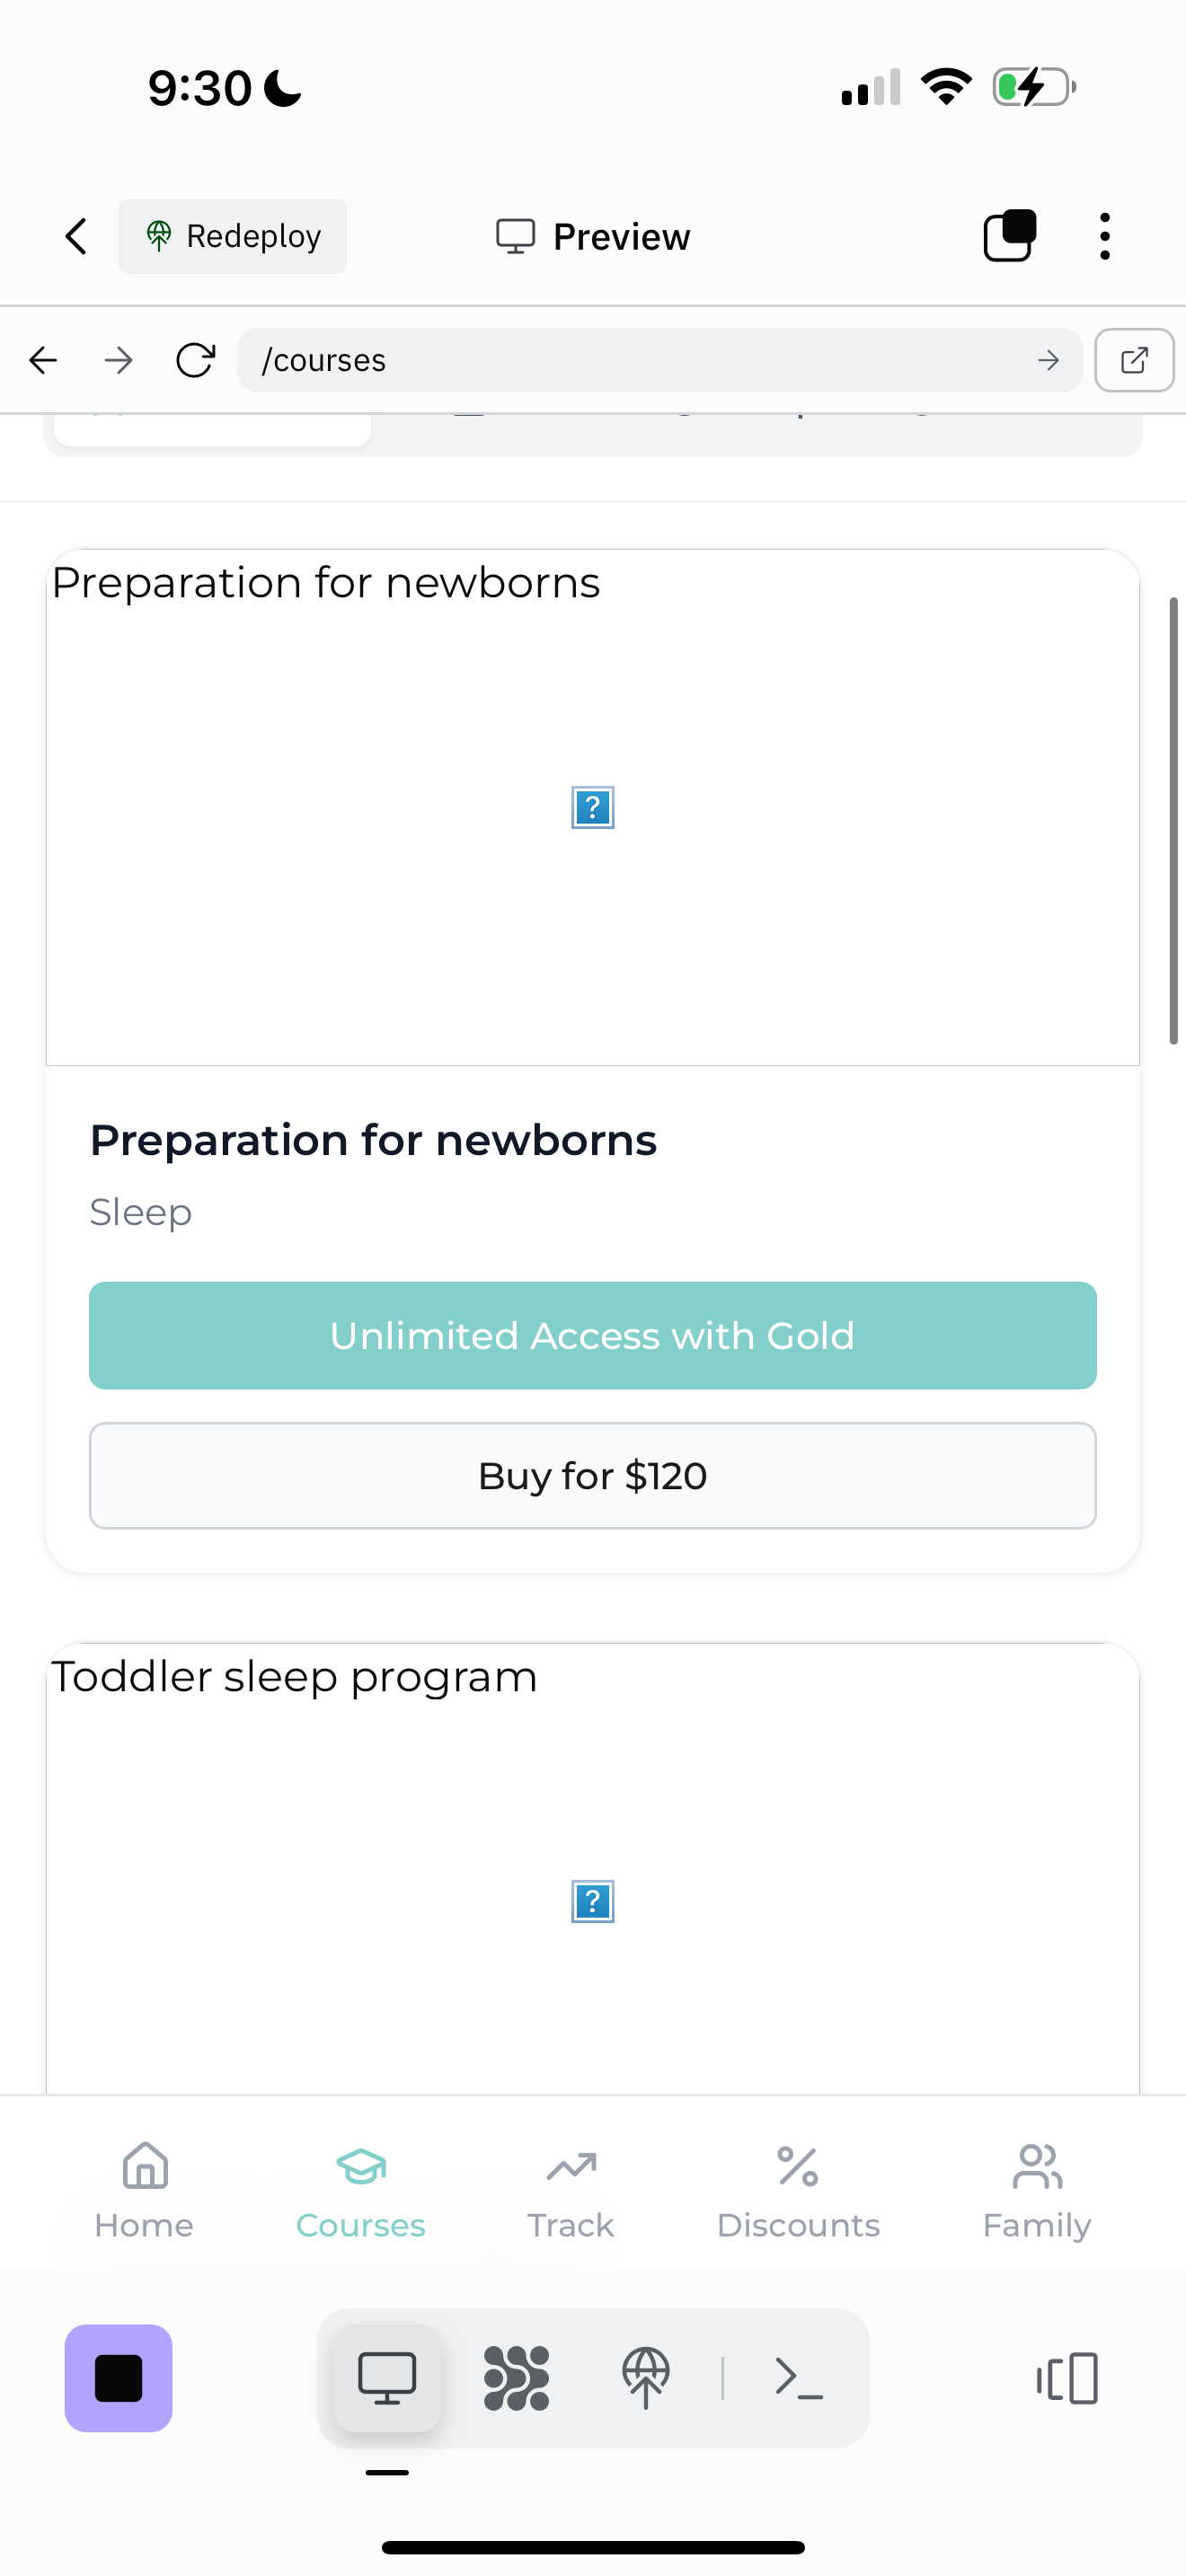 9:30
Redeploy
Preview
/courses
Preparation for newborns
?
Preparation for newborns
Sleep
Unlimited Access with Gold
Buy for $120
Toddler sleep program
?
Home
Courses
Track
Discounts
Family